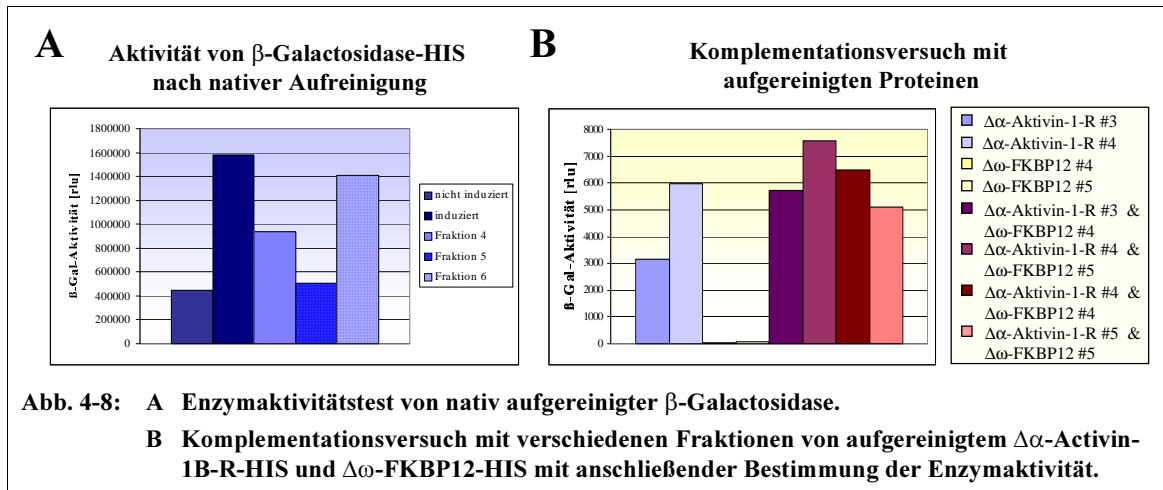 A
Aktivität von β-Galactosidase-HIS
nach nativer Aufreinigung
ß-Gal-Aktivität [rlu]
1800000
1600000
1400000
1200000
1000000
800000
600000
400000
200000
0
nicht induziert
induziert
Fraktion 4
Fraktion 5
Fraktion 6
B
Komplementationsversuch mit
aufgereinigten Proteinen
ß-Gal-Aktivität [rlu]
8000
7000
6000
5000
4000
3000
2000
1000
0
Δα-Aktivin-1-R #3
Δα-Aktivin-1-R #4
Δω-FKBP12 #4
Δω-FKBP12 #5
Δα-Aktivin-1-R #3 &
Δω-FKBP12 #4
Δα-Aktivin-1-R #4 &
Δω-FKBP12 #5
Δα-Aktivin-1-R #4 &
Δω-FKBP12 #4
Δα-Aktivin-1-R #5 &
Δω-FKBP12 #5
Abb. 4-8: A Enzymaktivitätstest von nativ aufgereinigter β-Galactosidase.
B Komplementationsversuch mit verschiedenen Fraktionen von aufgereinigtem Δα-Activin-
1B-R-HIS und Δω-FKBP12-HIS mit anschließender Bestimmung der Enzymaktivität.